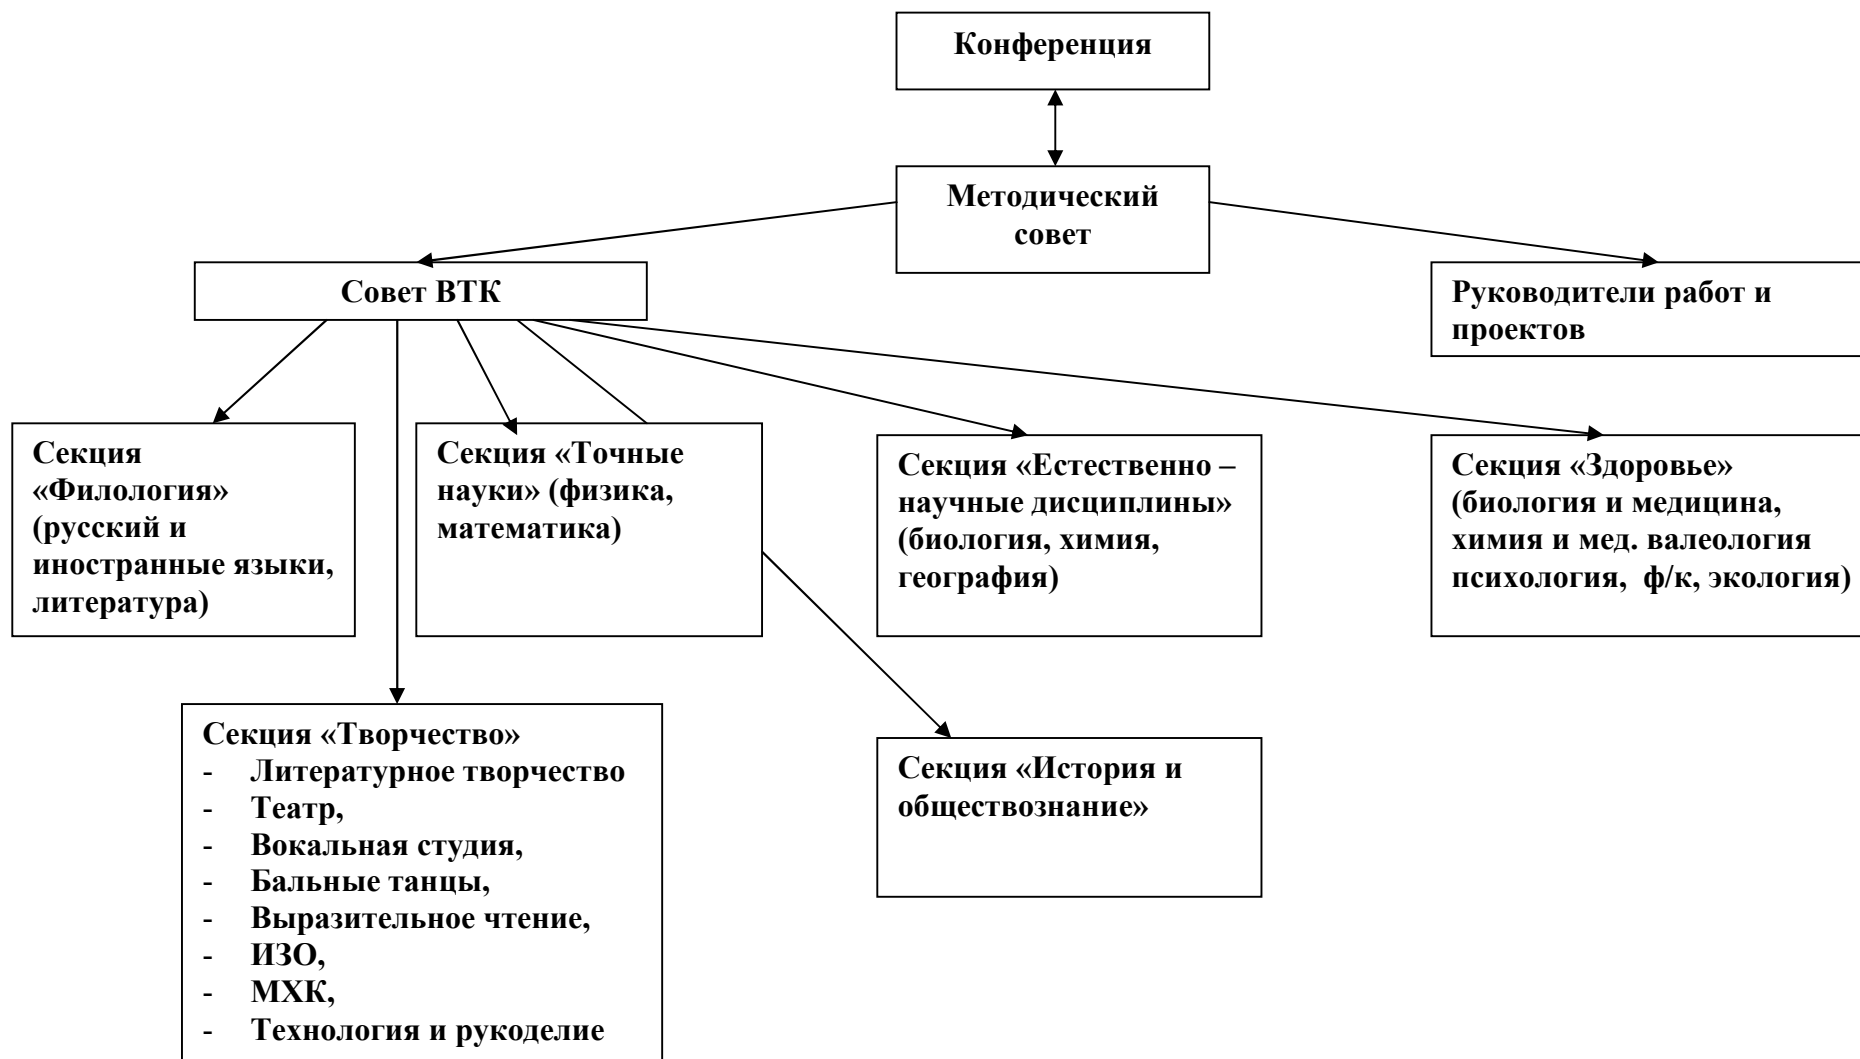 Конференция
Методический
совет
Совет ВТК
Руководители работ и
проектов
Секция
«Филология»
(русский и
иностранные языки,
литература)
Секция «Точные
науки» (физика,
математика)
Секция «Естественно –
научные дисциплины»
(биология, химия,
география)
Секция «Здоровье»
(биология и медицина,
химия и мед. валеология
психология, ф/к, экология)
Секция «Творчество»
- Литературное творчество
- Театр,
- Вокальная студия,
- Бальные танцы,
- Выразительное чтение,
- ИЗО,
- МХК,
- Технология и рукоделие
Секция «История и
обществознание»